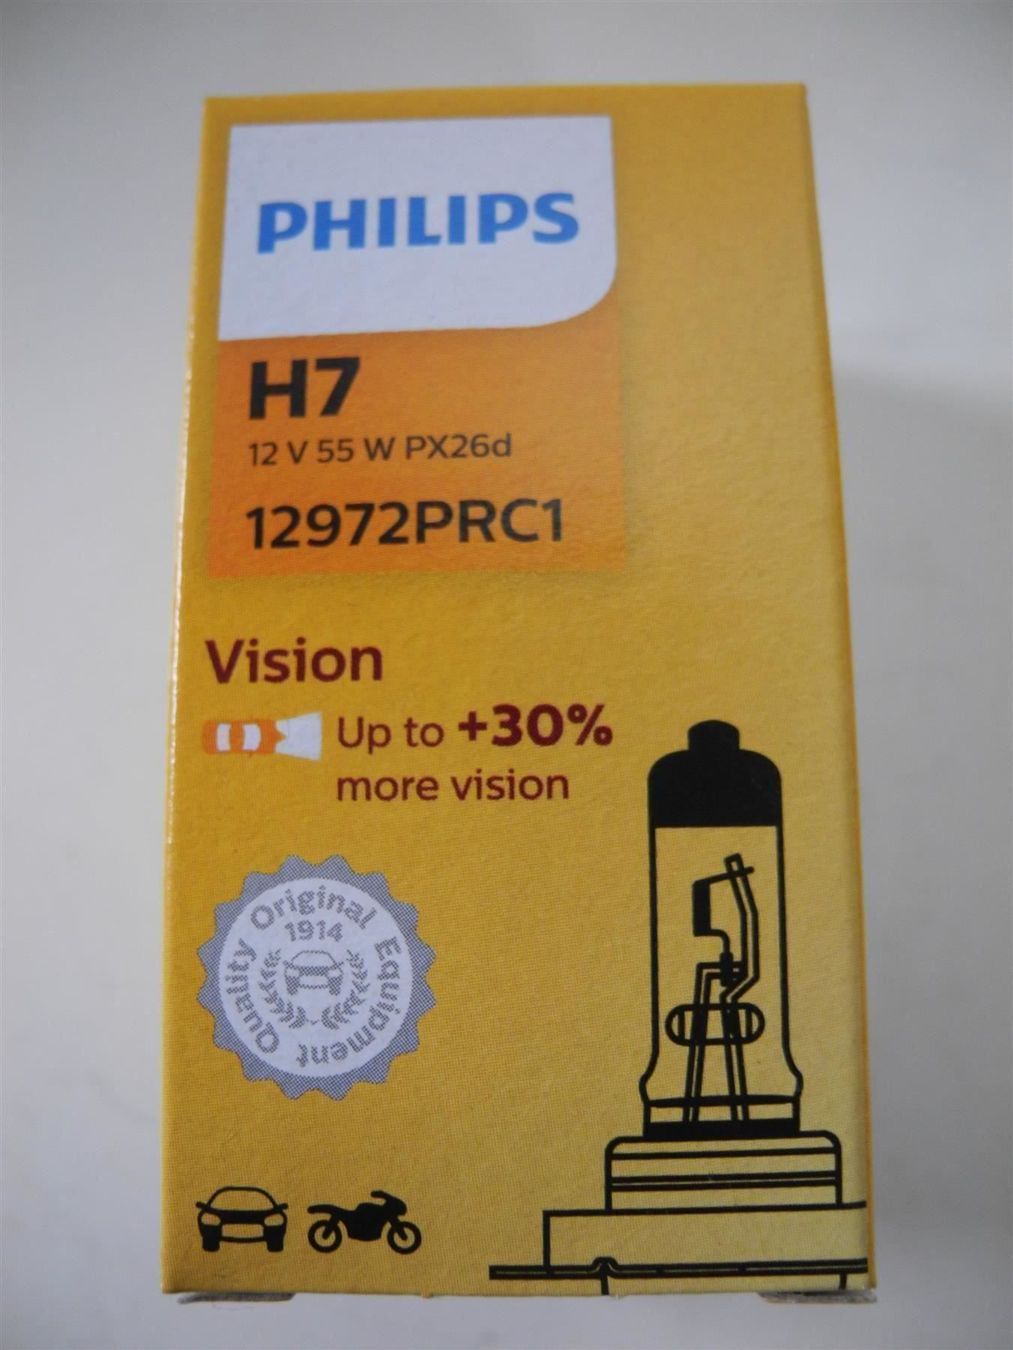 PHILIPS
H7
12 V 55 W PX26d
12972PRC1
Vision
Up to +30%
more vision
Original Equipment Quality
1914